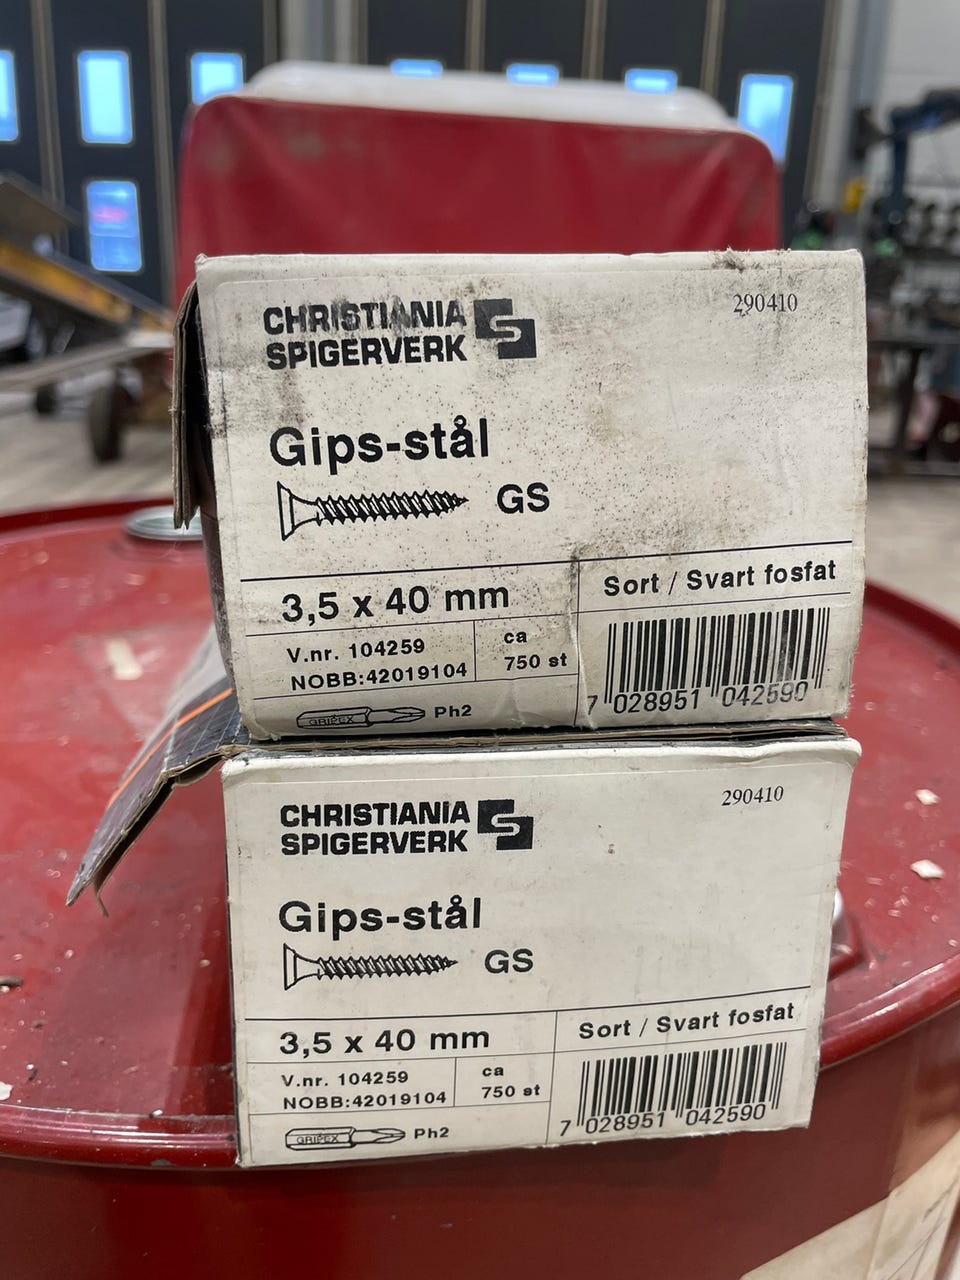 CHRISTIANIA
SPIGERVERK
290410
Gips-stål
GS
3,5 x 40 mm
Sort / Svart fosfat
V.nr. 104259
NOBB:42019104
ca
750 st
7 028951 042590
GRIPEX Ph2
CHRISTIANIA
SPIGERVERK
290410
Gips-stål
GS
3,5 x 40 mm
Sort / Svart fosfat
V.nr. 104259
NOBB:42019104
ca
750 st
7 028951 042590
GRIPEX Ph2